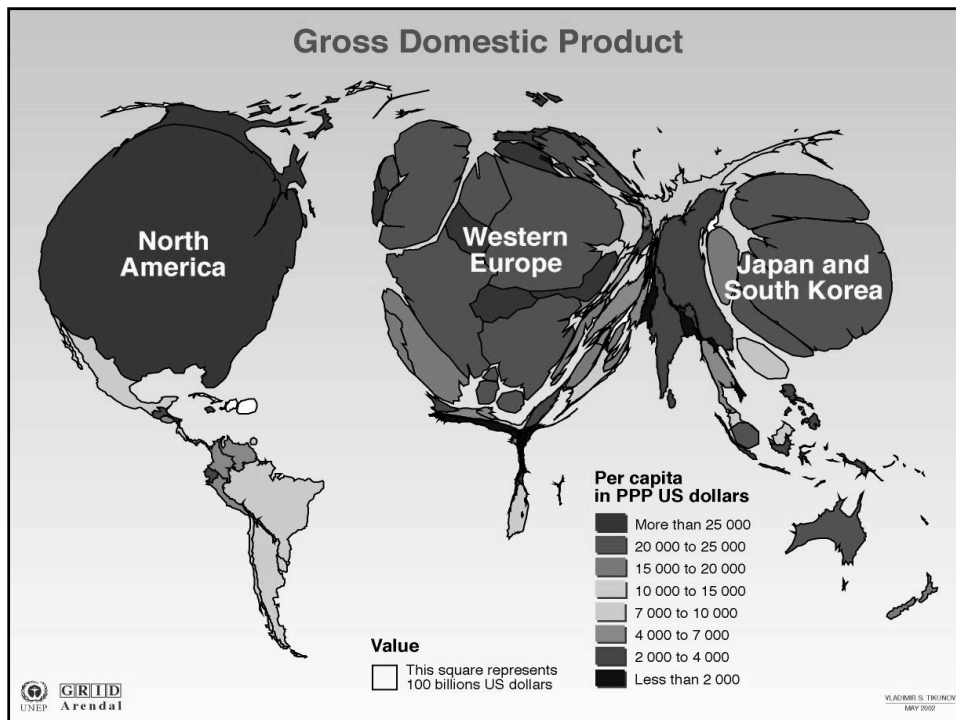 Gross Domestic Product
North
America
Western
Europe
Japan and
South Korea
Per capita
in PPP US dollars
More than 25 000
20 000 to 25 000
15 000 to 20 000
10 000 to 15 000
7 000 to 10 000
4 000 to 7 000
2 000 to 4 000
Less than 2 000
Value
This square represents
100 billions US dollars
UNEP
GRID
Arendal
VLADIMIR S. TIKUNOV
MAY 2002